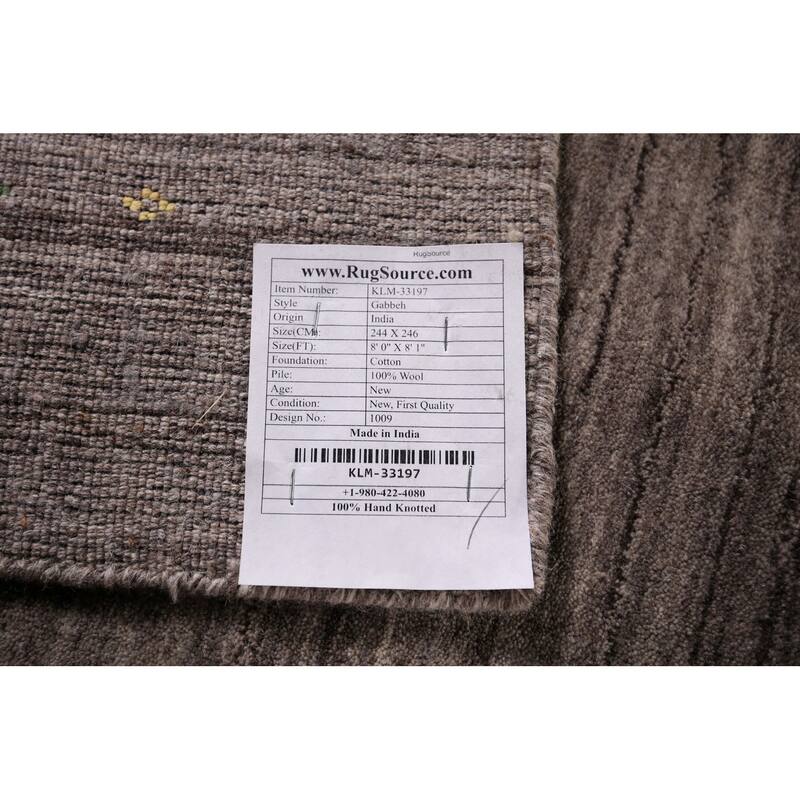 RugSource
www.RugSource.com
Item Number: KLM-33197
Style Gabbeh
Origin India
Size(CM: 244 X 246
Size(FT): 8' 0" X 8' 1"
Foundation: Cotton
Pile: 100% Wool
Age: New
Condition: New, First Quality
Design No.: 1009
Made in India
KLM-33197
+1-980-422-4080
100% Hand Knotted